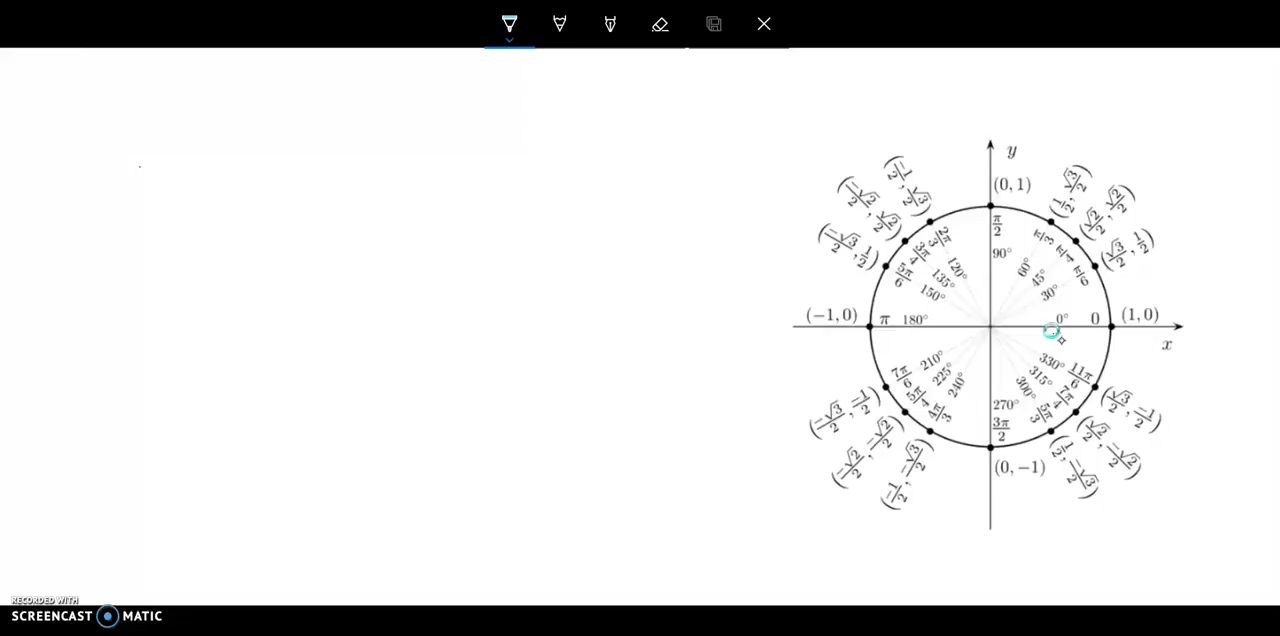 y
(0, 1)
(-1/2, √3/2)
(-√2/2, √2/2)
(-√3/2, 1/2)
(1/2, √3/2)
(√2/2, √2/2)
(√3/2, 1/2)
π/2
90°
2π/3
3π/4
5π/6
120°
135°
150°
π/3
π/4
π/6
60°
45°
30°
(-1, 0)
π 180°
0° 0
(1, 0)
x
7π/6
5π/4
4π/3
210°
225°
240°
330°
315°
300°
11π/6
7π/4
5π/3
270°
3π/2
(-√3/2, -1/2)
(-√2/2, -√2/2)
(-1/2, -√3/2)
(0, -1)
(√3/2, -1/2)
(√2/2, -√2/2)
(1/2, -√3/2)
RECORDED WITH
SCREENCAST MATIC